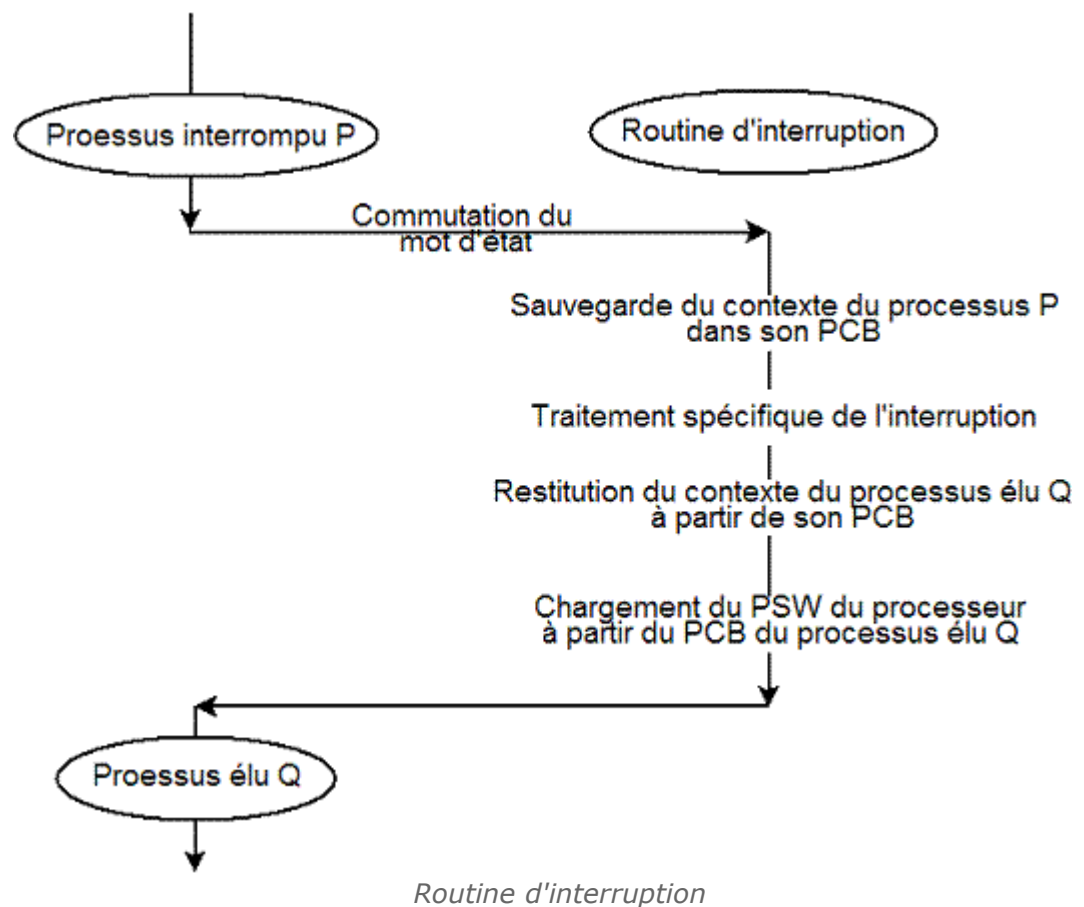 Proessus interrompu P
Routine d'interruption
Commutation du
mot d'état
Sauvegarde du contexte du processus P
dans son PCB
Traitement spécifique de l'interruption
Restitution du contexte du processus élu Q
à partir de son PCB
Chargement du PSW du processeur
à partir du PCB du processus élu Q
Proessus élu Q
Routine d'interruption